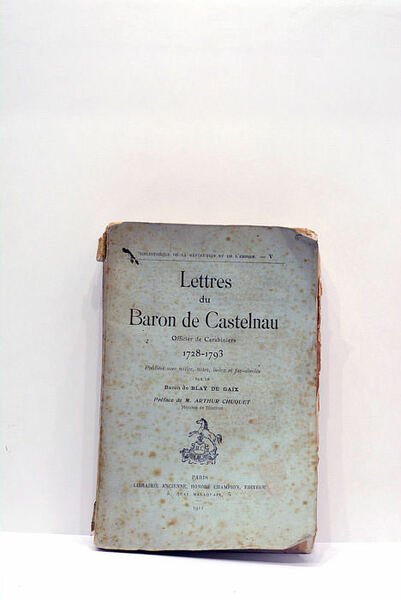 BIBLIOTHÈQUE DE LA RÉVOLUTION ET DE L'EMPIRE. — V
Lettres
du
Baron de Castelnau
Officier de Carabiniers
1728-1793
Publiées avec notice, notes, index et fac-similés
PAR LE
Baron de BLAY DE GAÏX
Préface de M. ARTHUR CHUQUET
Membre de l'Institut
PARIS
LIBRAIRIE ANCIENNE, HONORÉ CHAMPION, ÉDITEUR
5, QUAI MALAQUAIS, 5
1911